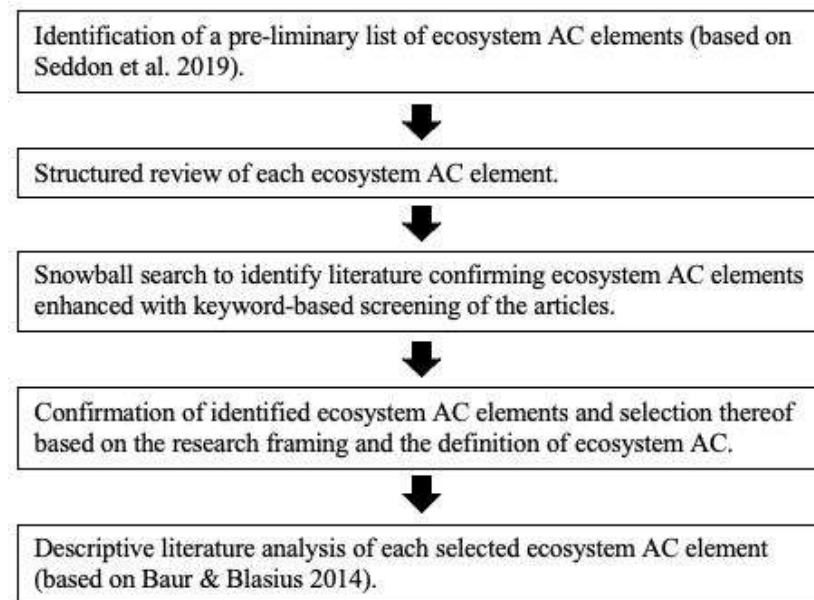 Identification of a pre-liminary list of ecosystem AC elements (based on
Seddon et al. 2019).
Structured review of each ecosystem AC element.
Snowball search to identify literature confirming ecosystem AC elements
enhanced with keyword-based screening of the articles.
Confirmation of identified ecosystem AC elements and selection thereof
based on the research framing and the definition of ecosystem AC.
Descriptive literature analysis of each selected ecosystem AC element
(based on Baur & Blasius 2014).